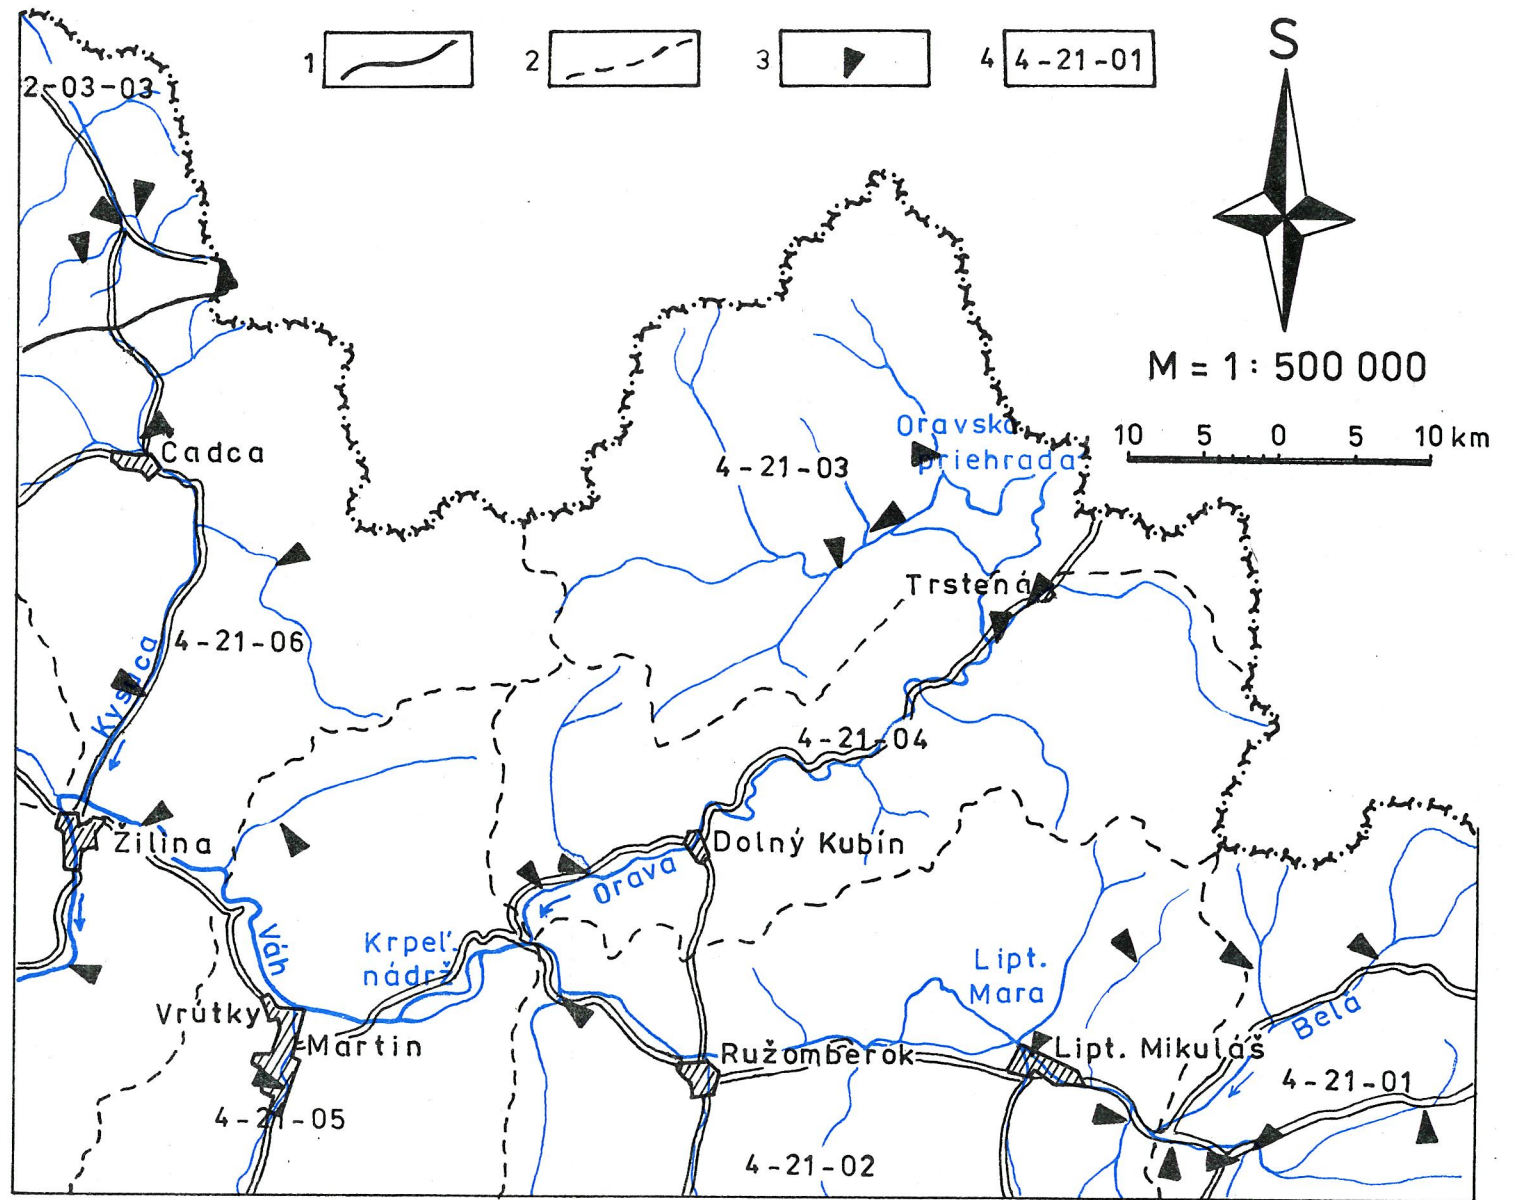 1
2
3
4 4-21-01
S
2-03-03
M = 1: 500 000
10 5 0 5 10 km
Oravská
priehrada
Cadca
4-21-03
Trstená
4-21-06
Kysuca
4-21-04
Žilina
Dolný Kubín
Orava
Váh
Krpeľ.
nádrž
Lipt.
Mara
Vrútky
Belá
Martin
Ružomberok
Lipt. Mikuláš
4-21-01
4-21-05
4-21-02